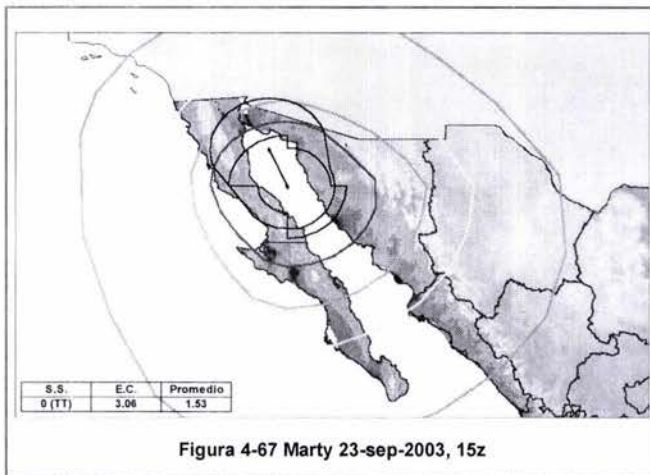 S.S. E.C. Promedio
0 (TT) 3.06 1.53
Figura 4-67 Marty 23-sep-2003, 15z